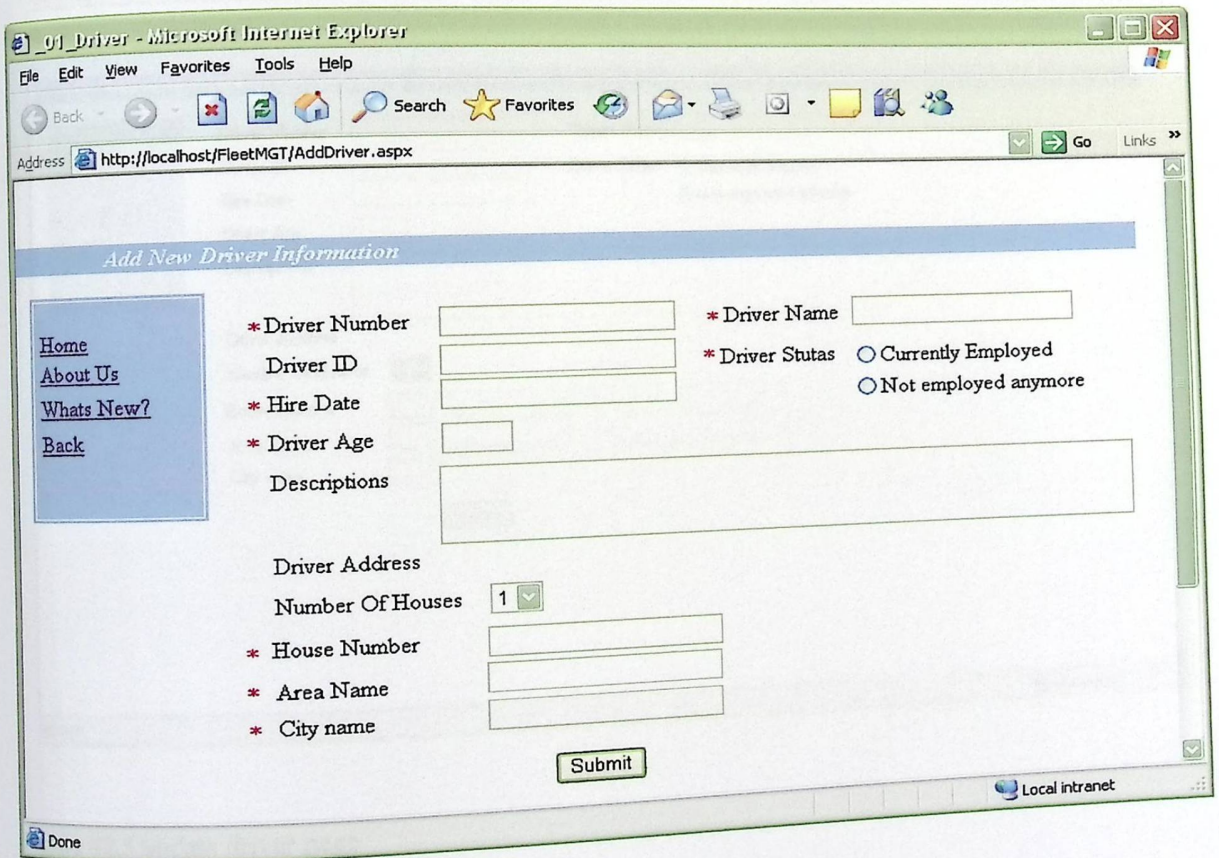 _01_Driver - Microsoft Internet Explorer
File Edit View Favorites Tools Help
Back Search Favorites
Address http://localhost/FleetMGT/AddDriver.aspx Go Links »
Add New Driver Information
Home
About Us
Whats New?
Back
* Driver Number * Driver Name
Driver ID * Driver Stutas Currently Employed
* Hire Date Not employed anymore
* Driver Age
Descriptions
Driver Address
Number Of Houses 1
* House Number
* Area Name
* City name
Submit
Done Local intranet